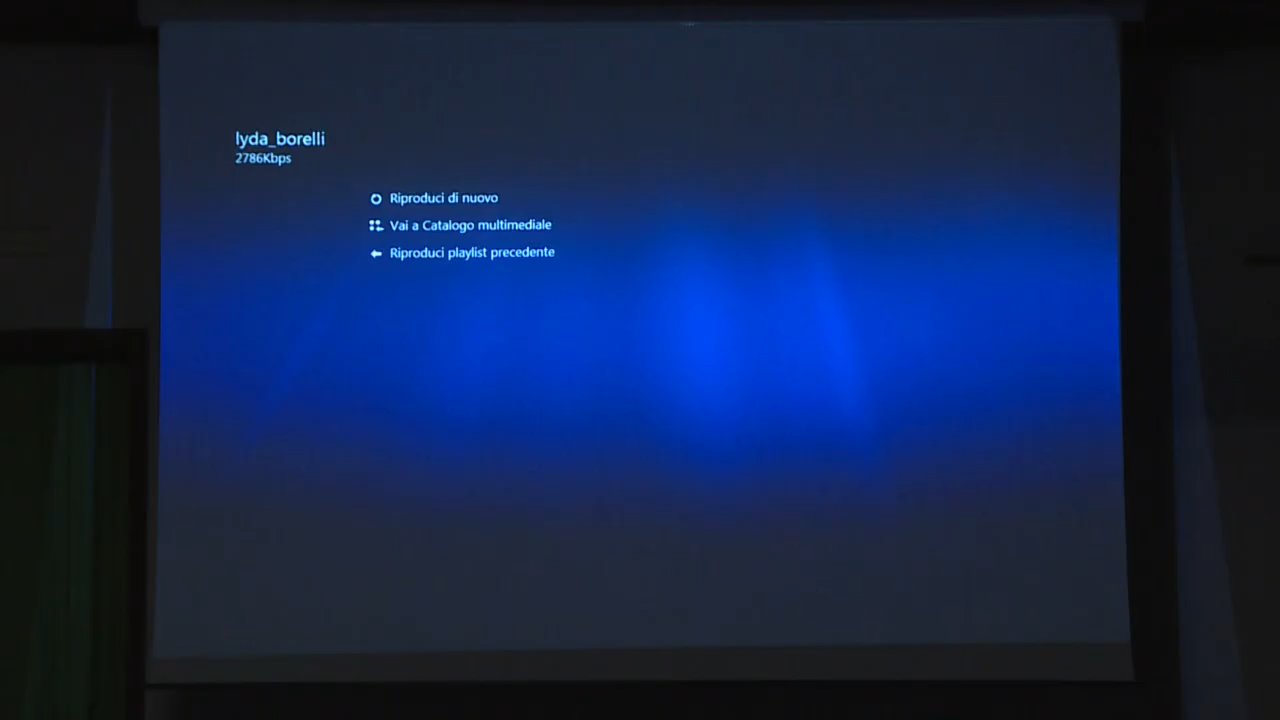 lyda_borelli
2786Kbps
Riproduci di nuovo
Vai a Catalogo multimediale
Riproduci playlist precedente